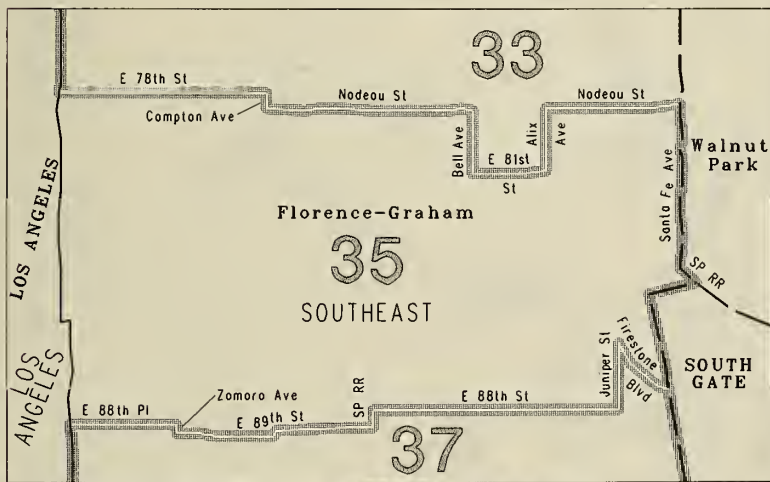 33
E 78th St
Nodeou St
Nodeou St
Compton Ave
Bell Ave
Alix
Ave
E 81st
St
Santa Fe Ave
Walnut
Park
LOS ANGELES
Florence-Graham
35
SOUTHEAST
SP RR
Juniper St
Firestone
Blvd
SOUTH
GATE
LOS
ANGELES
Zomoro Ave
E 88th Pl
E 89th St
SP RR
E 88th St
37